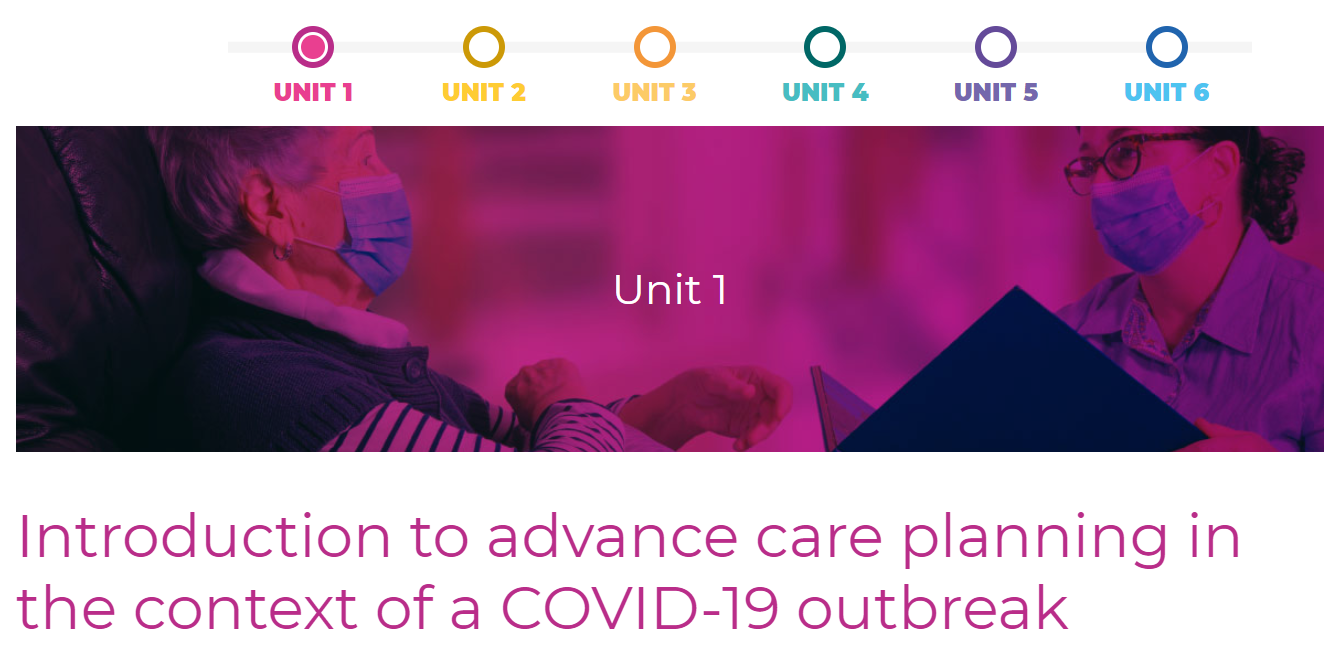 UNIT 1 UNIT 2 UNIT 3 UNIT 4 UNIT 5 UNIT 6
Unit 1
Introduction to advance care planning in
the context of a COVID-19 outbreak